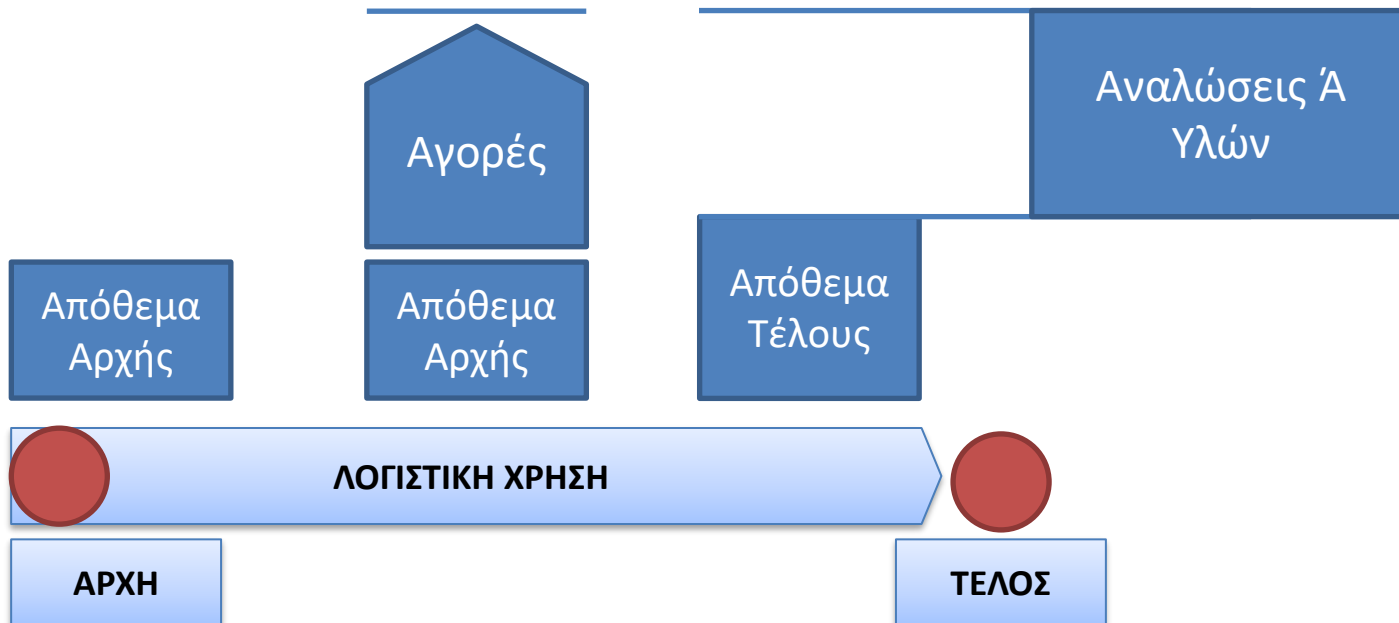 Αγορές
Αναλώσεις Ά
Υλών
Απόθεμα
Αρχής
Απόθεμα
Αρχής
Απόθεμα
Τέλους
ΛΟΓΙΣΤΙΚΗ ΧΡΗΣΗ
ΑΡΧΗ
ΤΕΛΟΣ